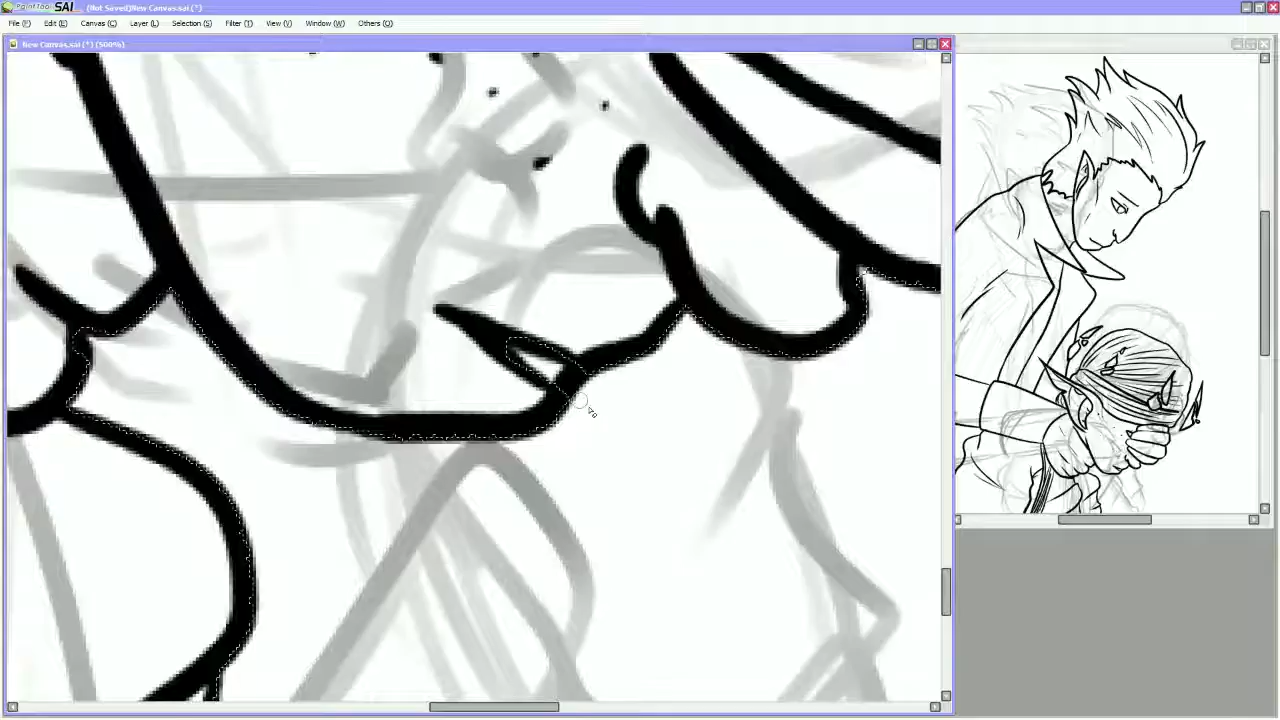 PaintTool SAI (Not Saved)New Canvas.sai (*)
File (F) Edit (E) Canvas (C) Layer (L) Selection (S) Filter (T) View (V) Window (W) Others (O)
New Canvas.sai (*) (500%)